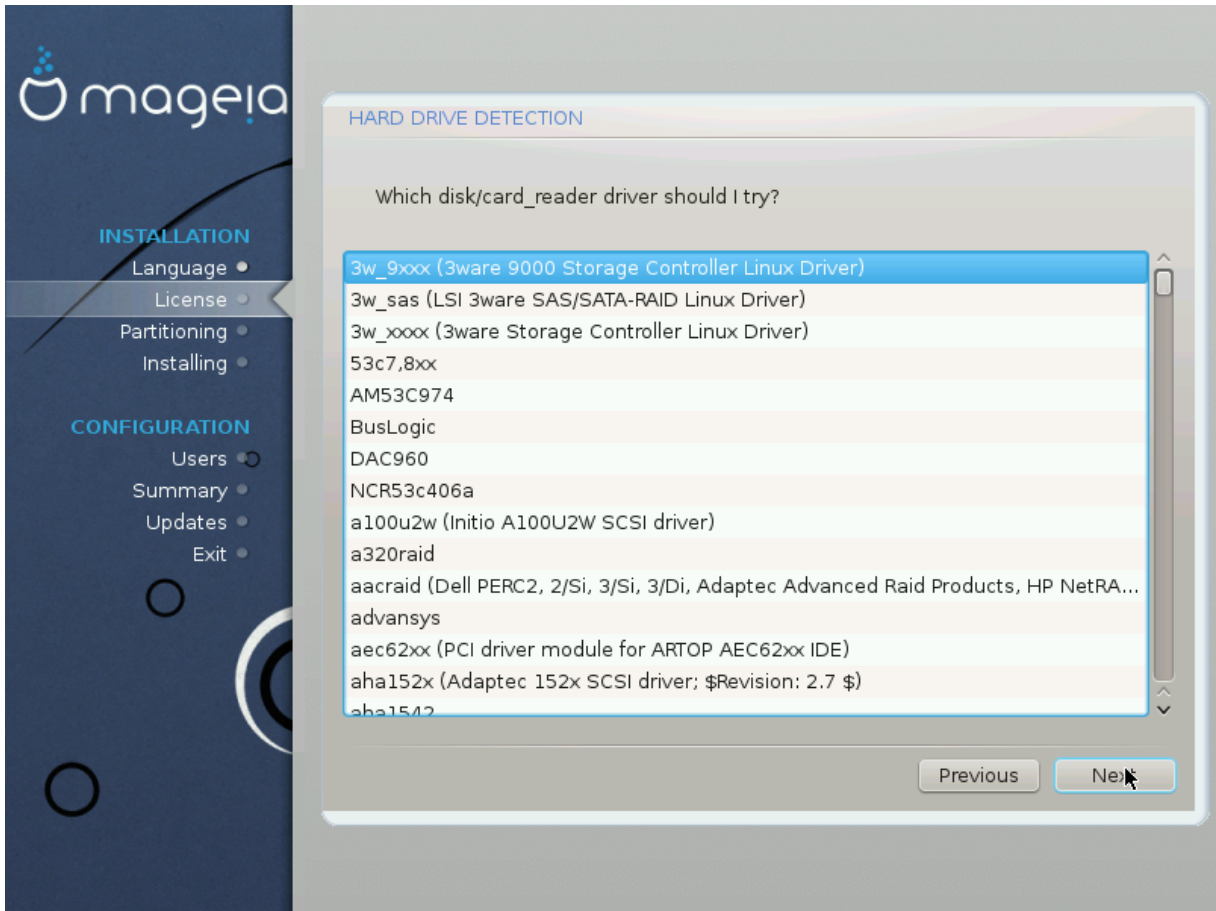 mageia
INSTALLATION
Language
License
Partitioning
Installing
CONFIGURATION
Users
Summary
Updates
Exit
HARD DRIVE DETECTION
Which disk/card_reader driver should I try?
3w_9xxx (3ware 9000 Storage Controller Linux Driver)
3w_sas (LSI 3ware SAS/SATA-RAID Linux Driver)
3w_xxxx (3ware Storage Controller Linux Driver)
53c7,8xx
AM53C974
BusLogic
DAC960
NCR53c406a
a100u2w (Initio A100U2W SCSI driver)
a320raid
aacraid (Dell PERC2, 2/Si, 3/Si, 3/Di, Adaptec Advanced Raid Products, HP NetRA...
advansys
aec62xx (PCI driver module for ARTOP AEC62xx IDE)
aha152x (Adaptec 152x SCSI driver; $Revision: 2.7 $)
aha1542
Previous
Next